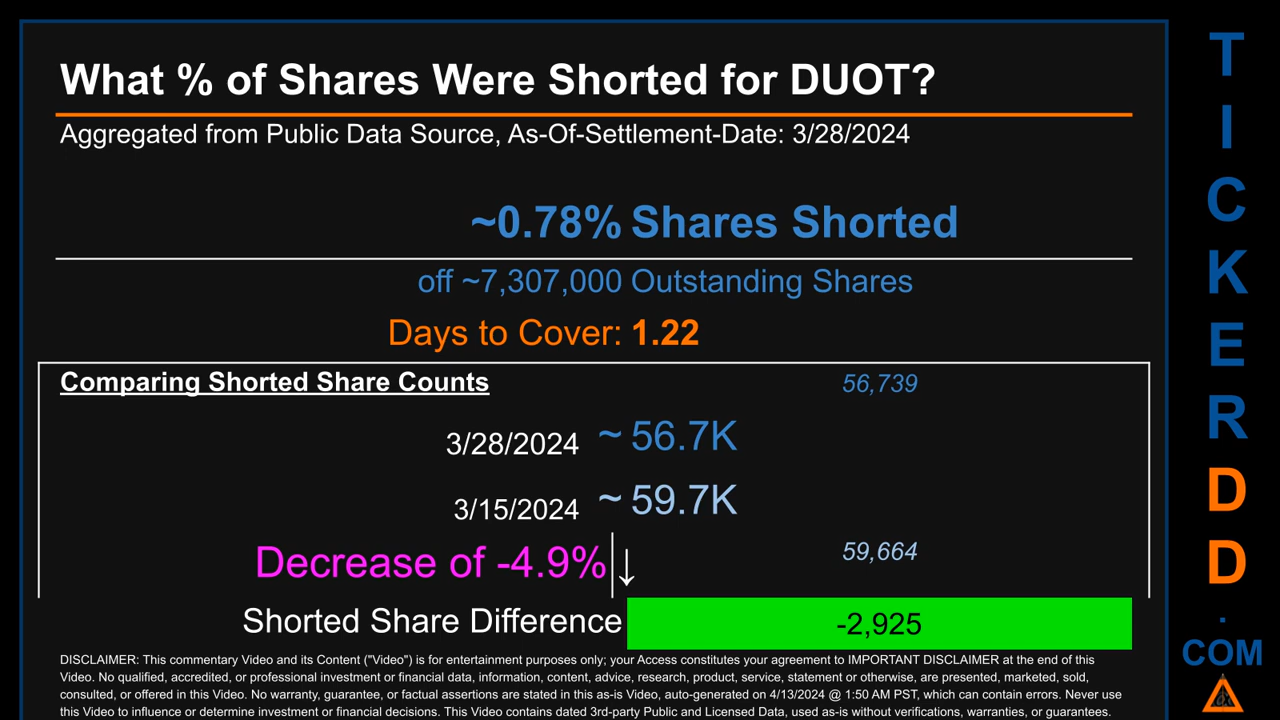 What % of Shares Were Shorted for DUOT?
Aggregated from Public Data Source, As-Of-Settlement-Date: 3/28/2024
~0.78% Shares Shorted
off ~7,307,000 Outstanding Shares
Days to Cover: 1.22
Comparing Shorted Share Counts
56,739
3/28/2024 ~ 56.7K
3/15/2024 ~ 59.7K
59,664
Decrease of -4.9% ↓
Shorted Share Difference -2,925
DISCLAIMER: This commentary Video and its Content ("Video") is for entertainment purposes only; your Access constitutes your agreement to IMPORTANT DISCLAIMER at the end of this
Video. No qualified, accredited, or professional investment or financial data, information, content, advice, research, product, service, statement or otherwise, are presented, marketed, sold,
consulted, or offered in this Video. No warranty, guarantee, or factual assertions are stated in this as-is Video, auto-generated on 4/13/2024 @ 1:50 AM PST, which can contain errors. Never use
this Video to influence or determine investment or financial decisions. This Video contains dated 3rd-party Public and Licensed Data, used as-is without verifications, warranties, or guarantees.
T
I
C
K
E
R
D
D
.
COM